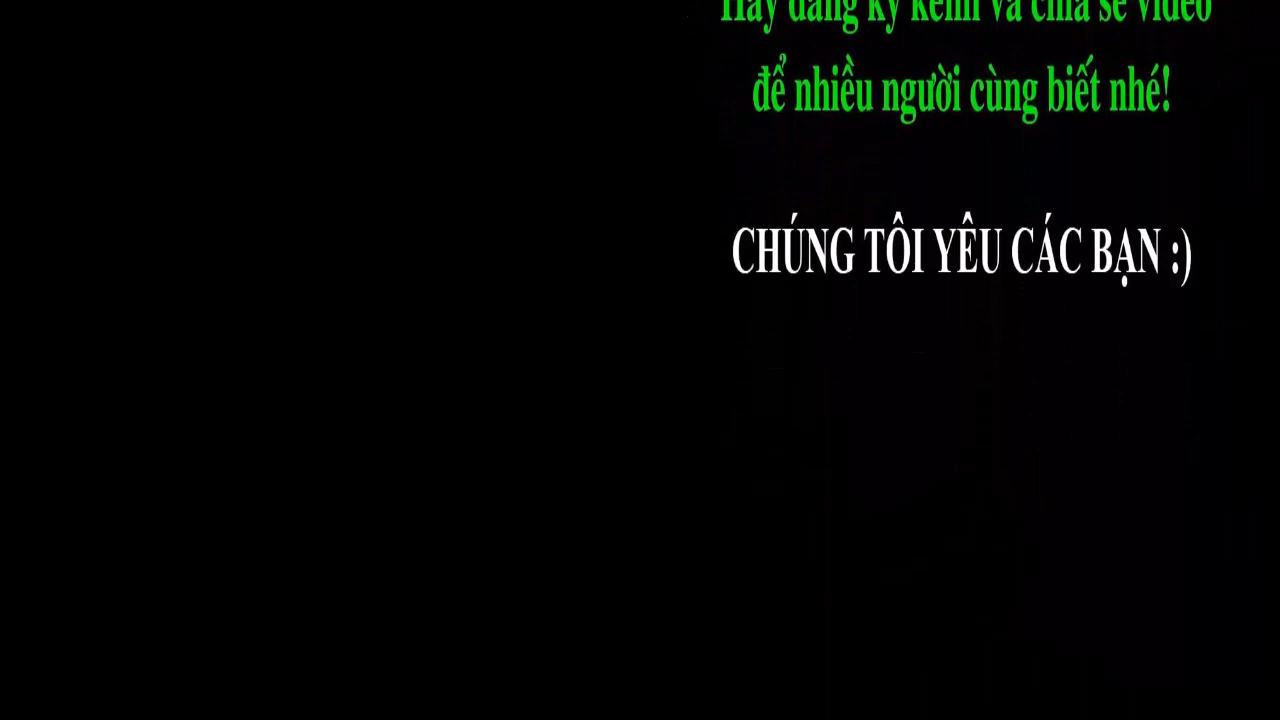 Hãy đăng ký kênh và chia sẻ video
để nhiều người cùng biết nhé!
CHÚNG TÔI YÊU CÁC BẠN :)